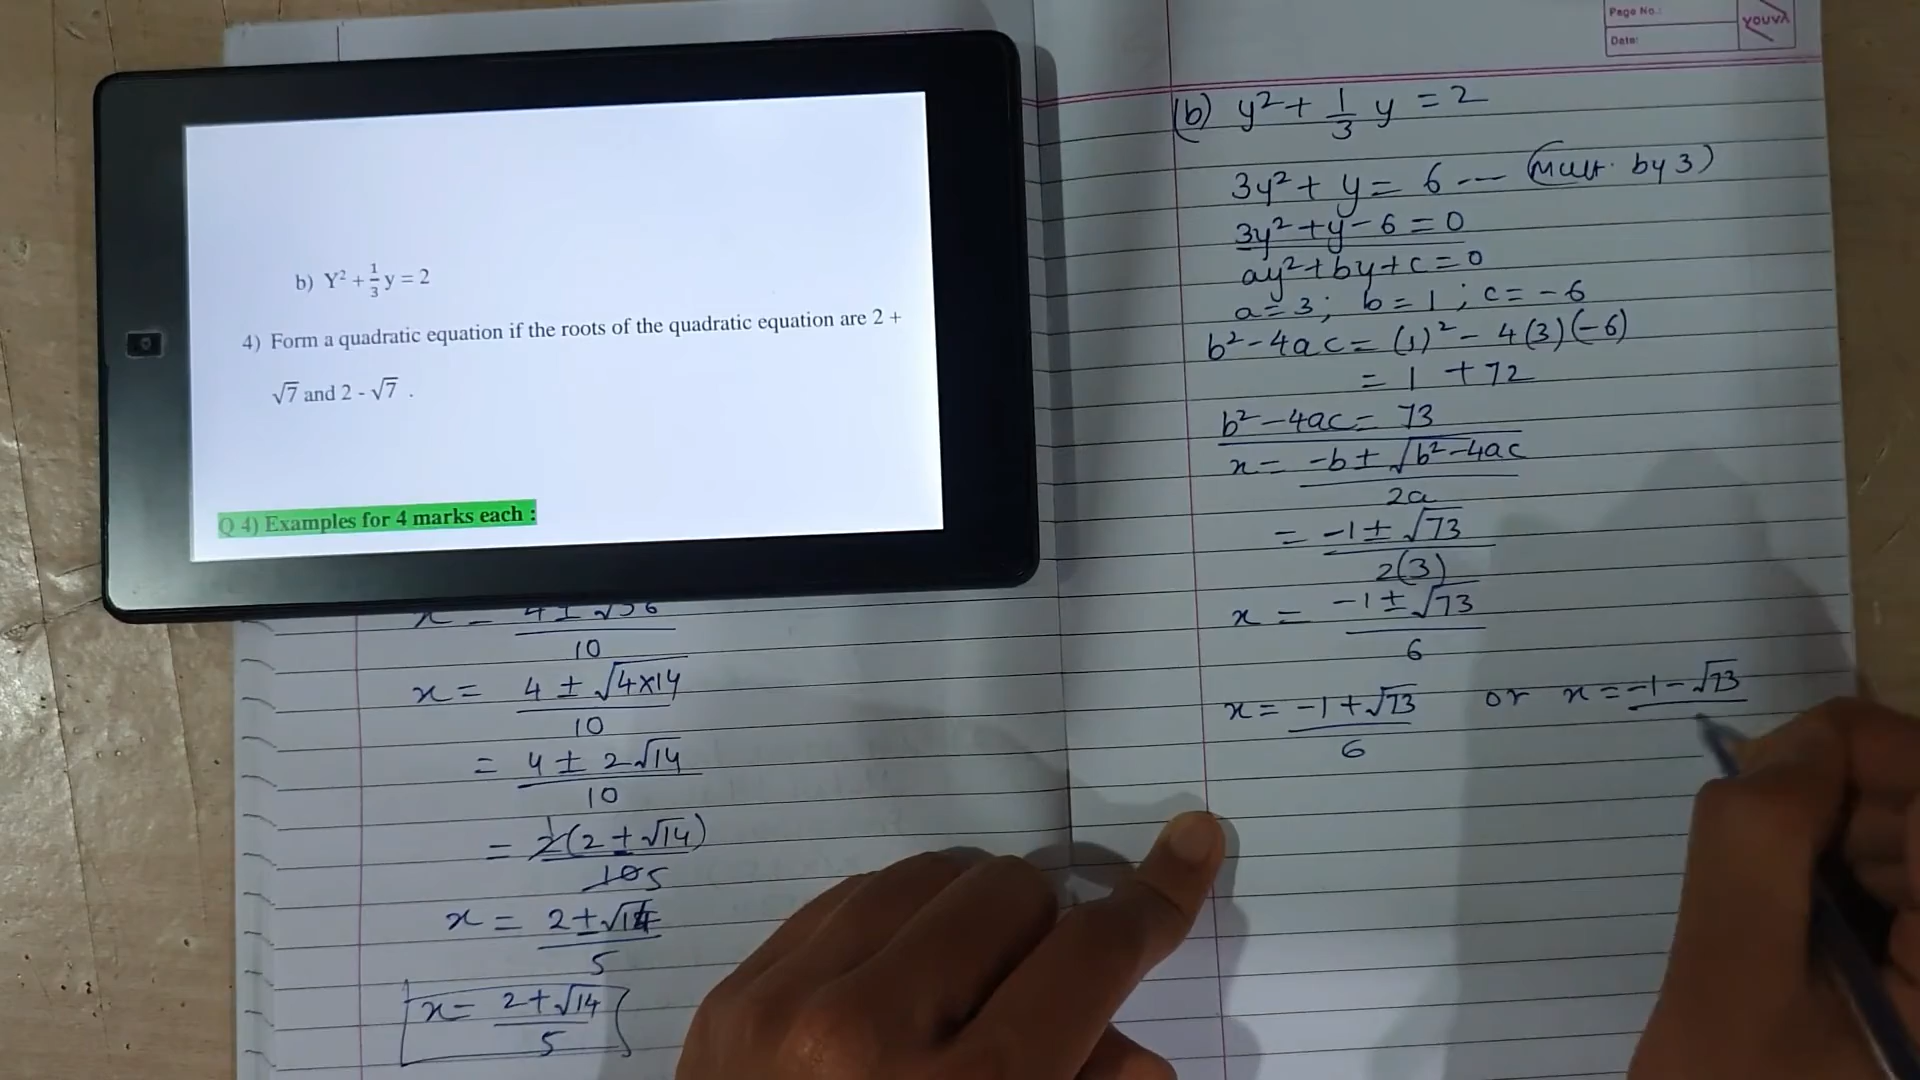 b) Y² + 1/3 y = 2
4) Form a quadratic equation if the roots of the quadratic equation are 2 +
√7 and 2 - √7 .
Q 4) Examples for 4 marks each :
x = 4 ± √56 / 10
x = 4 ± √4x14 / 10
= 4 ± 2√14 / 10
= 2(2 ± √14) / 10 5
x = 2 ± √14 / 5
x = 2 + √14 / 5
Page No.:
Date:
YOUVA
(b) y² + 1/3 y = 2
3y² + y = 6 --- (Mult. by 3)
3y² + y - 6 = 0
ay² + by + c = 0
a = 3; b = 1; c = -6
b² - 4ac = (1)² - 4(3)(-6)
= 1 + 72
b² - 4ac = 73
x = -b ± √b²-4ac / 2a
= -1 ± √73 / 2(3)
x = -1 ± √73 / 6
x = -1 + √73 / 6 or x = -1 - √73